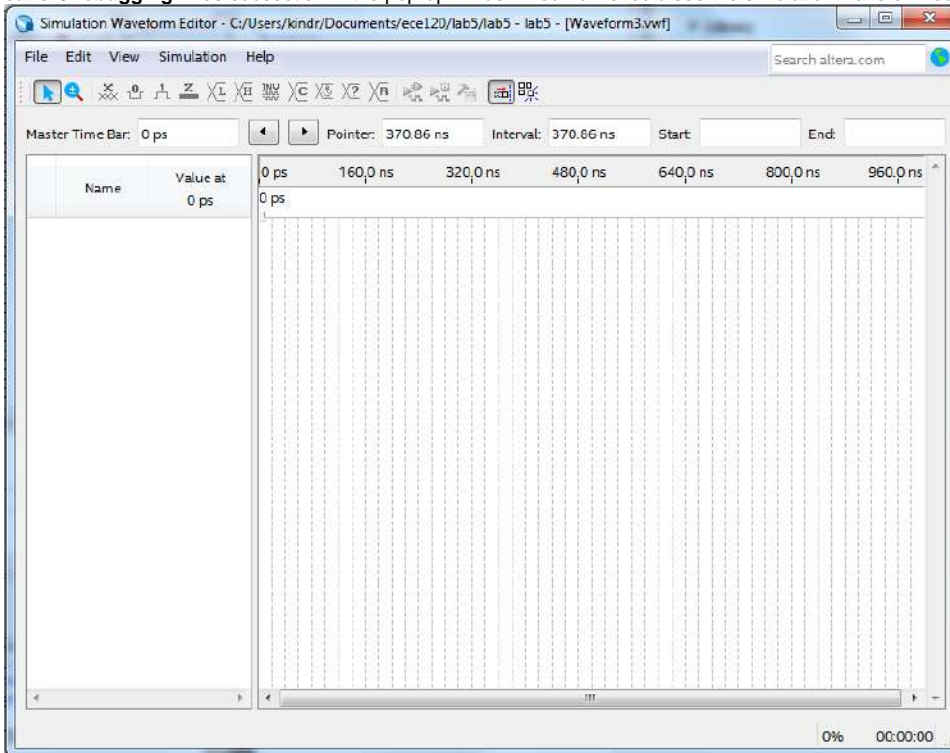 Simulation Waveform Editor - C:/Users/kindr/Documents/ece120/lab5/lab5 - lab5 - [Waveform3.vwf]
File Edit View Simulation Help
Search altera.com
Master Time Bar: 0 ps Pointer: 370.86 ns Interval: 370.86 ns Start: End:
Name Value at 0 ps
0 ps 160.0 ns 320.0 ns 480.0 ns 640.0 ns 800.0 ns 960.0 ns
0 ps
0% 00:00:00